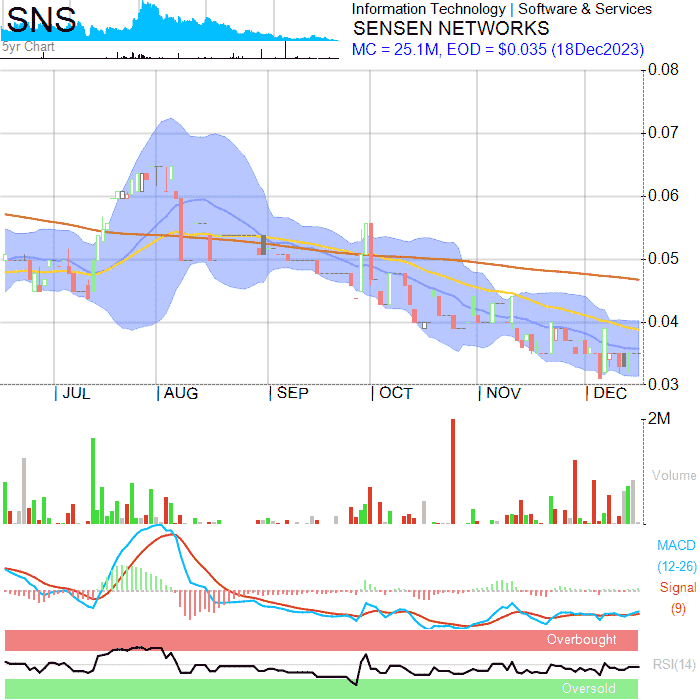 SNS
5yr Chart
Information Technology | Software & Services
SENSEN NETWORKS
MC = 25.1M, EOD = $0.035 (18Dec2023)
0.08
0.07
0.06
0.05
0.04
0.03
JUL AUG SEP OCT NOV DEC
2M
Volume
MACD
(12-26)
Signal
(9)
Overbought
RSI(14)
Oversold